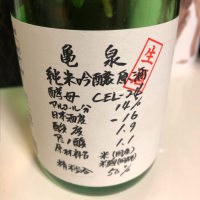 亀泉
生
純米吟醸原酒
酵母 CEL-24
アルコール分 14%
日本酒度 -16
酸度 1.9
アミノ酸 1.1
原材料名 米(国産)
米麹(国産米)
精米歩合 50%